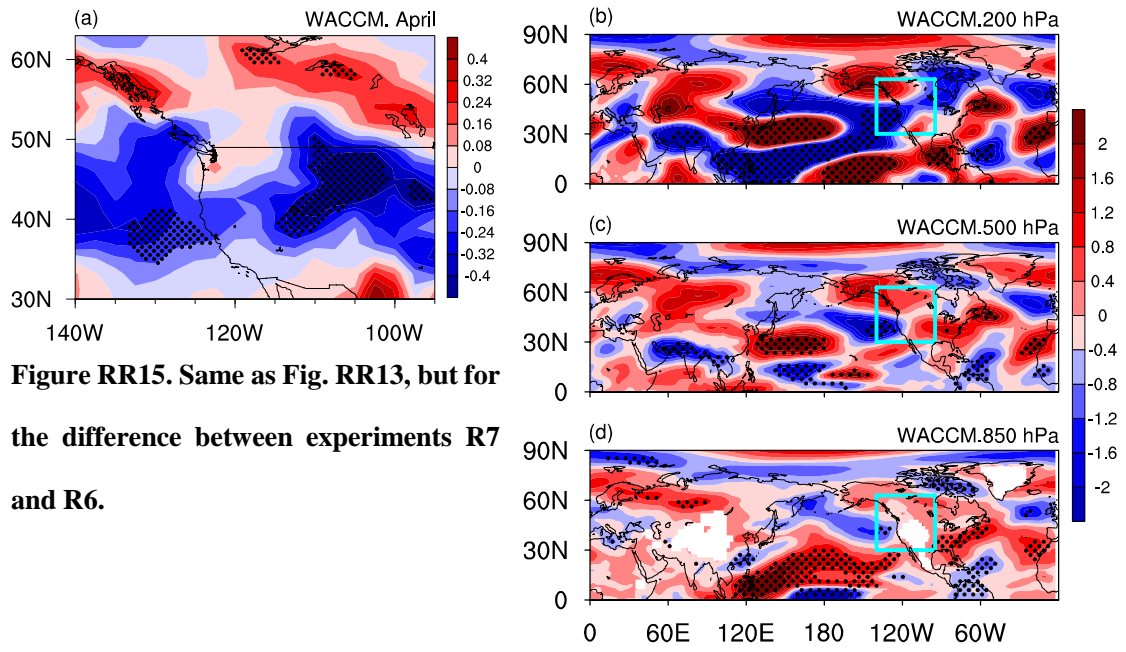 (a) WACCM. April
60N
50N
40N
30N
140W 120W 100W
0.4
0.32
0.24
0.16
0.08
0
-0.08
-0.16
-0.24
-0.32
-0.4
Figure RR15. Same as Fig. RR13, but for
the difference between experiments R7
and R6.
(b) WACCM.200 hPa
90N
60N
30N
0
(c) WACCM.500 hPa
90N
60N
30N
0
(d) WACCM.850 hPa
90N
60N
30N
0
0 60E 120E 180 120W 60W
2
1.6
1.2
0.8
0.4
0
-0.4
-0.8
-1.2
-1.6
-2